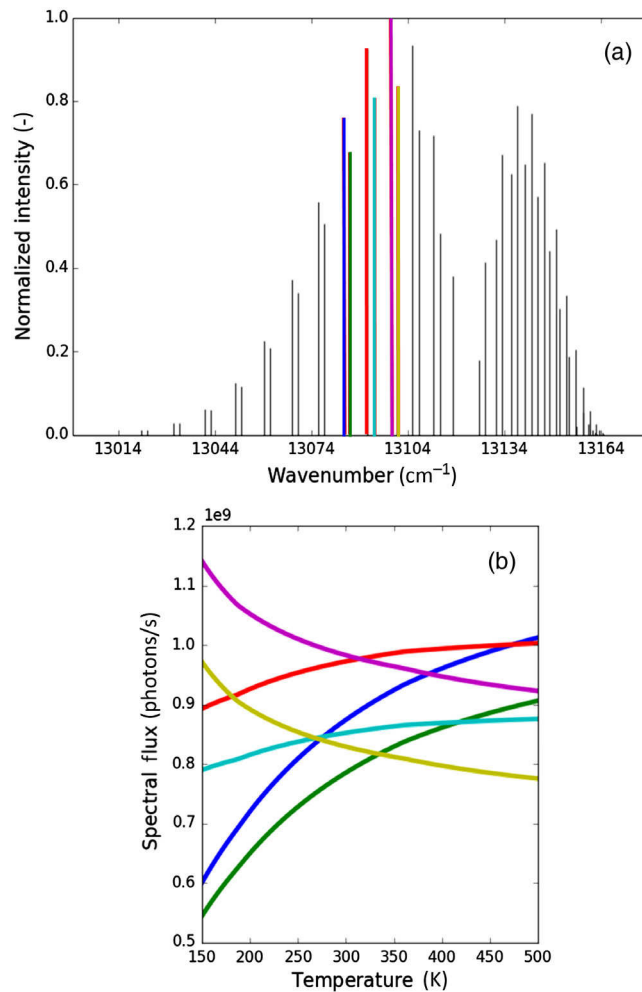 1.0
(a)
0.8
0.6
0.4
0.2
0.0
Normalized intensity (-)
13014 13044 13074 13104 13134 13164
Wavenumber (cm⁻¹)
1e9
1.2
(b)
1.1
1.0
0.9
0.8
0.7
0.6
0.5
Spectral flux (photons/s)
150 200 250 300 350 400 450 500
Temperature (K)